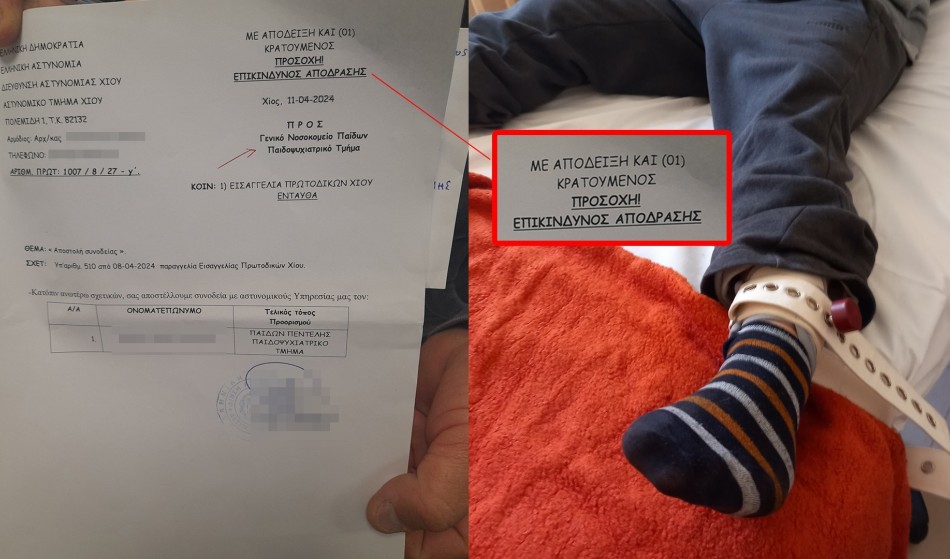 ΕΛΛΗΝΙΚΗ ΔΗΜΟΚΡΑΤΙΑ
ΕΛΛΗΝΙΚΗ ΑΣΤΥΝΟΜΙΑ
ΔΙΕΥΘΥΝΣΗ ΑΣΤΥΝΟΜΙΑΣ ΧΙΟΥ
ΑΣΤΥΝΟΜΙΚΟ ΤΜΗΜΑ ΧΙΟΥ
ΠΟΛΕΜΙΔΗ 1, Τ.Κ. 82132
Αρμόδιος: Αρχ/κας
ΤΗΛΕΦΩΝΟ:
ΑΡΙΘΜ. ΠΡΩΤ: 1007 / 8 / 27 - γ΄.
ΜΕ ΑΠΟΔΕΙΞΗ ΚΑΙ (01)
ΚΡΑΤΟΥΜΕΝΟΣ
ΠΡΟΣΟΧΗ!
ΕΠΙΚΙΝΔΥΝΟΣ ΑΠΟΔΡΑΣΗΣ
Χίος, 11-04-2024
Π Ρ Ο Σ
Γενικό Νοσοκομείο Παίδων
Παιδοψυχιατρικό Τμήμα
ΚΟΙΝ: 1) ΕΙΣΑΓΓΕΛΙΑ ΠΡΩΤΟΔΙΚΩΝ ΧΙΟΥ
ΕΝΤΑΥΘΑ
ΘΕΜΑ: « Αποστολή συνοδείας ».
ΣΧΕΤ: Υπ'αριθμ. 510 από 08-04-2024 παραγγελία Εισαγγελίας Πρωτοδικών Χίου.
-Κατόπιν ανωτέρω σχετικών, σας αποστέλλουμε συνοδεία με αστυνομικούς Υπηρεσίας μας τον:
Α/Α ΟΝΟΜΑΤΕΠΩΝΥΜΟ Τελικός τόπος
Προορισμού
1. ΠΑΙΔΩΝ ΠΕΝΤΕΛΗΣ
ΠΑΙΔΟΨΥΧΙΑΤΡΙΚΟ
ΤΜΗΜΑ
ΜΕ ΑΠΟΔΕΙΞΗ ΚΑΙ (01)
ΚΡΑΤΟΥΜΕΝΟΣ
ΠΡΟΣΟΧΗ!
ΕΠΙΚΙΝΔΥΝΟΣ ΑΠΟΔΡΑΣΗΣ